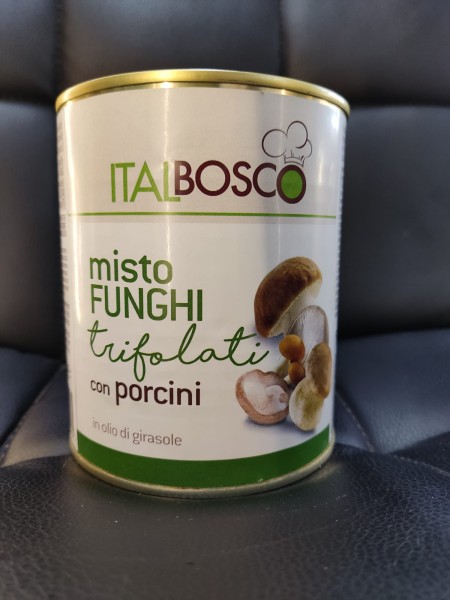 ITALBOSCO
misto
FUNGHI
trifolati
con porcini
in olio di girasole